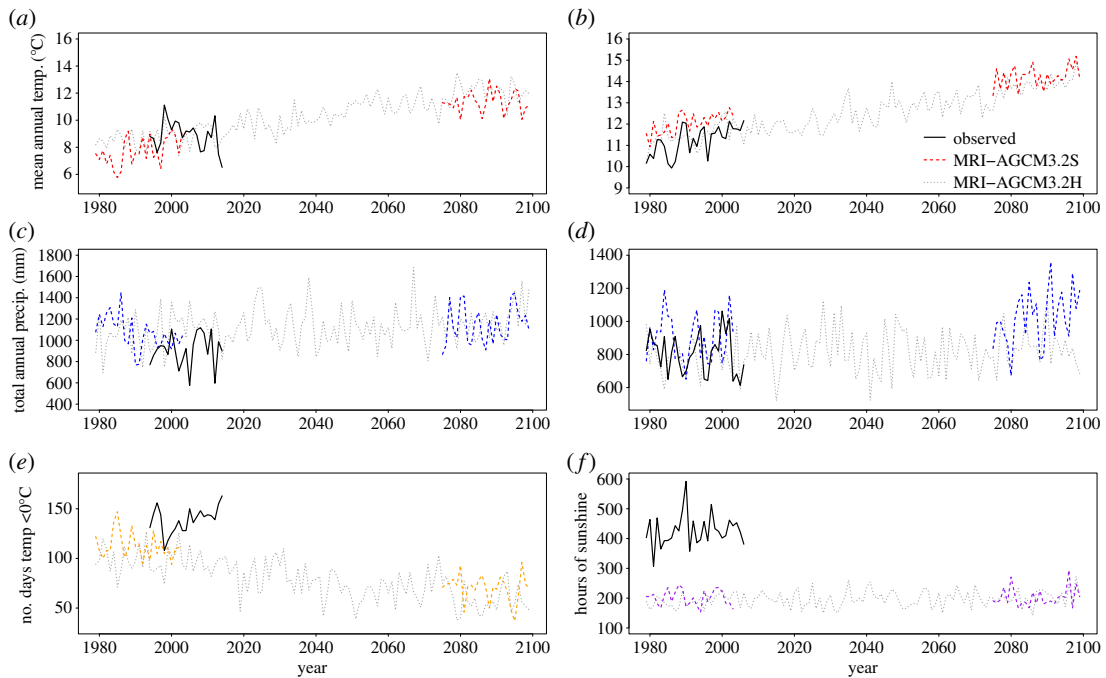 (a)
mean annual temp. (°C)
16
14
12
10
8
6
1980 2000 2020 2040 2060 2080 2100
(b)
16
15
14
13
12
11
10
9
observed
MRI–AGCM3.2S
MRI–AGCM3.2H
1980 2000 2020 2040 2060 2080 2100
(c)
total annual precip. (mm)
1800
1600
1400
1200
1000
800
600
400
1980 2000 2020 2040 2060 2080 2100
(d)
1400
1200
1000
800
600
1980 2000 2020 2040 2060 2080 2100
(e)
no. days temp <0°C
150
100
50
1980 2000 2020 2040 2060 2080 2100
year
(f)
hours of sunshine
600
500
400
300
200
100
1980 2000 2020 2040 2060 2080 2100
year